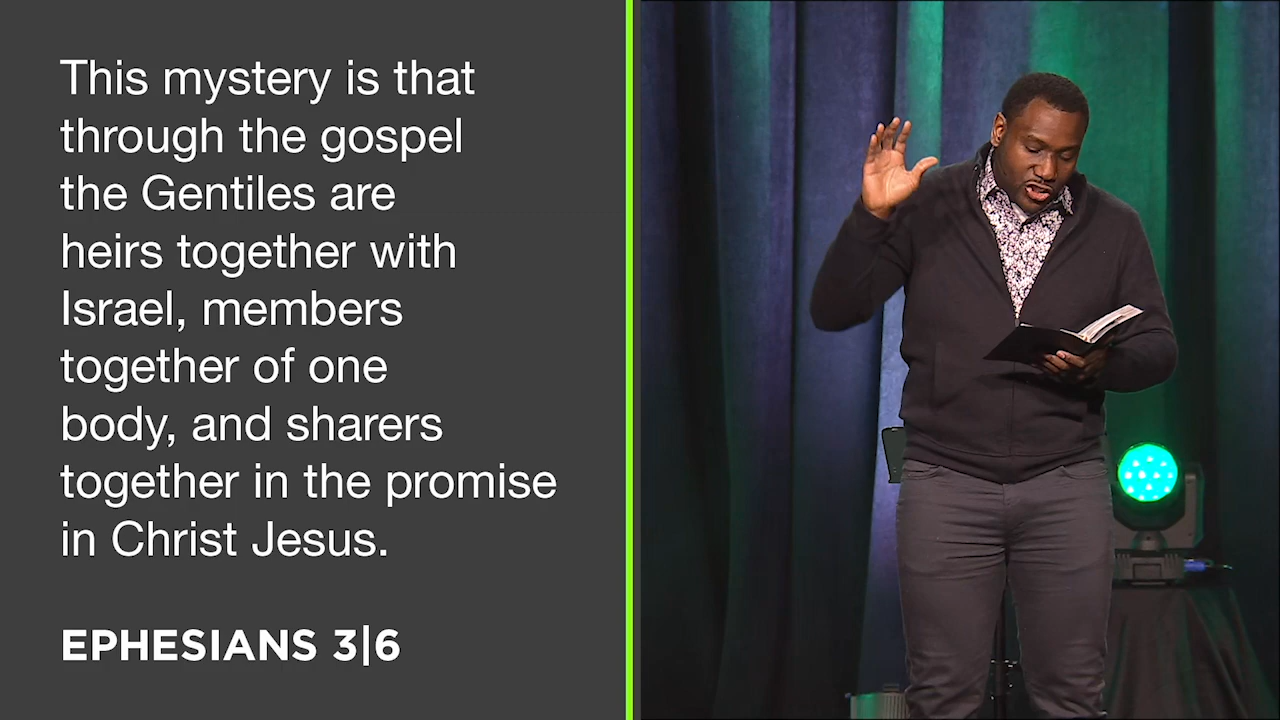 This mystery is that
through the gospel
the Gentiles are
heirs together with
Israel, members
together of one
body, and sharers
together in the promise
in Christ Jesus.
EPHESIANS 3|6